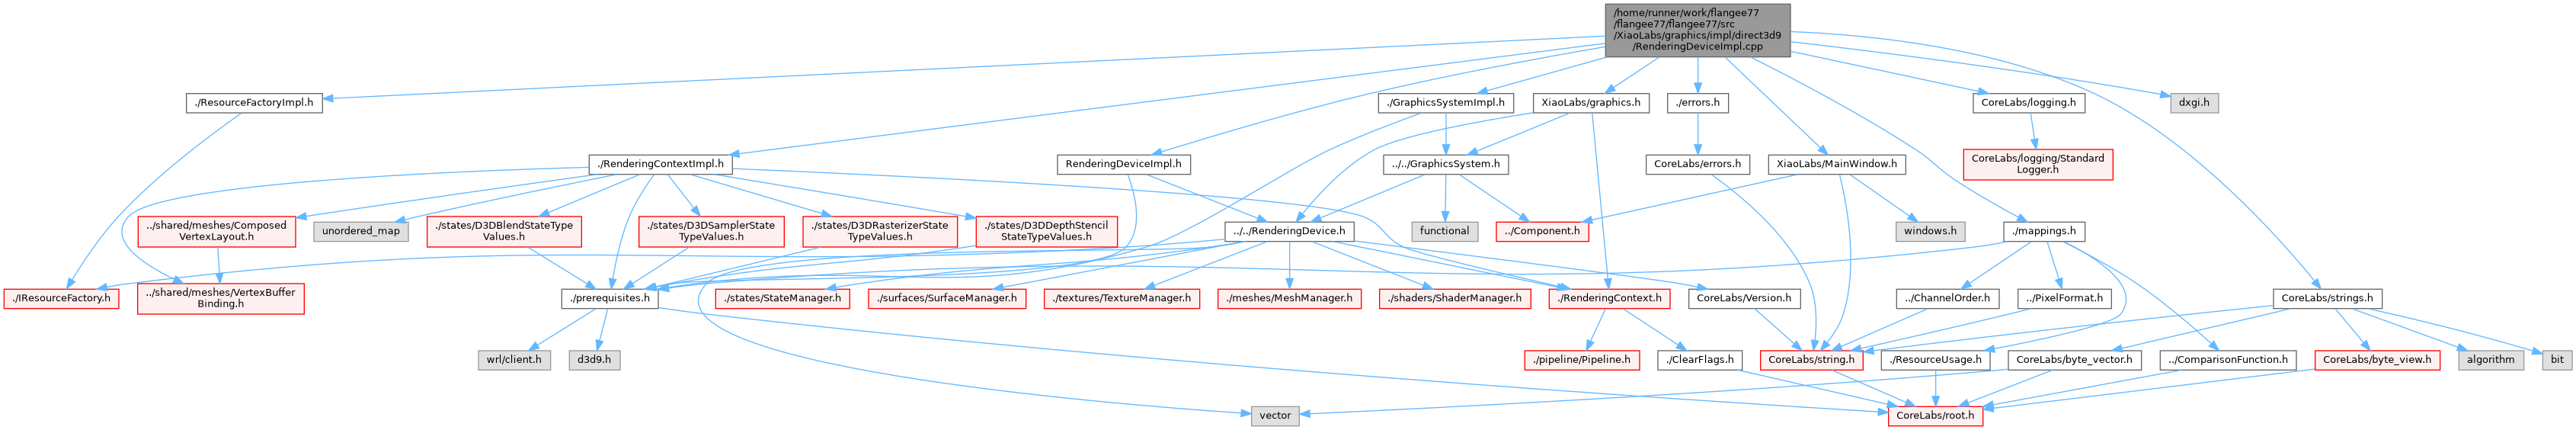 /home/runner/work/flangee77
/flangee77/flangee77/src
/XiaoLabs/graphics/impl/direct3d9
/RenderingDeviceImpl.cpp
./ResourceFactoryImpl.h
./GraphicsSystemImpl.h
XiaoLabs/graphics.h
./errors.h
CoreLabs/logging.h
dxgi.h
./RenderingContextImpl.h
RenderingDeviceImpl.h
../../GraphicsSystem.h
CoreLabs/errors.h
XiaoLabs/MainWindow.h
CoreLabs/logging/Standard
Logger.h
../shared/meshes/Composed
VertexLayout.h
unordered_map
./states/D3DBlendStateType
Values.h
./states/D3DSamplerState
TypeValues.h
./states/D3DRasterizerState
TypeValues.h
./states/D3DDepthStencil
StateTypeValues.h
../../RenderingDevice.h
functional
../Component.h
windows.h
./mappings.h
./IResourceFactory.h
../shared/meshes/VertexBuffer
Binding.h
./prerequisites.h
./states/StateManager.h
./surfaces/SurfaceManager.h
./textures/TextureManager.h
./meshes/MeshManager.h
./shaders/ShaderManager.h
./RenderingContext.h
CoreLabs/Version.h
../ChannelOrder.h
../PixelFormat.h
CoreLabs/strings.h
wrl/client.h
d3d9.h
./pipeline/Pipeline.h
./ClearFlags.h
CoreLabs/string.h
./ResourceUsage.h
CoreLabs/byte_vector.h
../ComparisonFunction.h
CoreLabs/byte_view.h
algorithm
bit
vector
CoreLabs/root.h